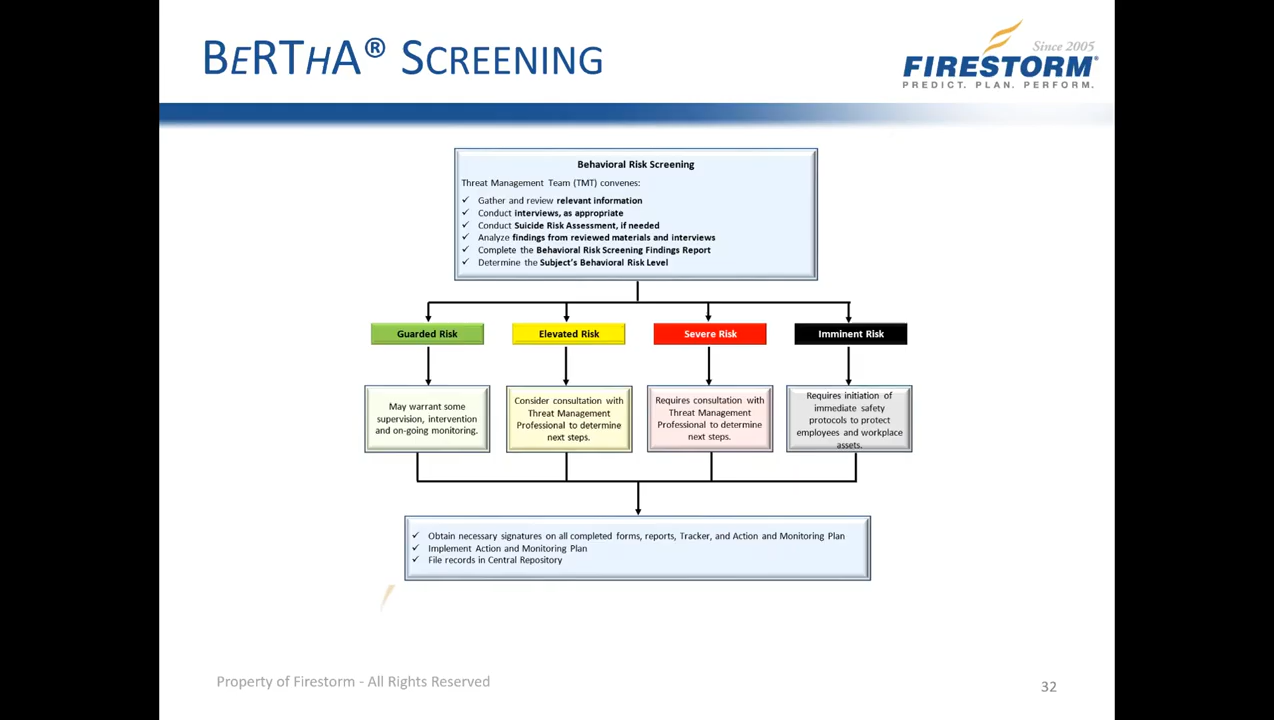 BERTHA® SCREENING
Since 2005
FIRESTORM®
PREDICT. PLAN. PERFORM.
Behavioral Risk Screening
Threat Management Team (TMT) convenes:
✓ Gather and review relevant information
✓ Conduct interviews, as appropriate
✓ Conduct Suicide Risk Assessment, if needed
✓ Analyze findings from reviewed materials and interviews
✓ Complete the Behavioral Risk Screening Findings Report
✓ Determine the Subject's Behavioral Risk Level
Guarded Risk
Elevated Risk
Severe Risk
Imminent Risk
May warrant some
supervision, intervention
and on-going monitoring.
Consider consultation with
Threat Management
Professional to determine
next steps.
Requires consultation with
Threat Management
Professional to determine
next steps.
Requires initiation of
immediate safety
protocols to protect
employees and workplace
assets.
✓ Obtain necessary signatures on all completed forms, reports, Tracker, and Action and Monitoring Plan
✓ Implement Action and Monitoring Plan
✓ File records in Central Repository
Property of Firestorm - All Rights Reserved
32